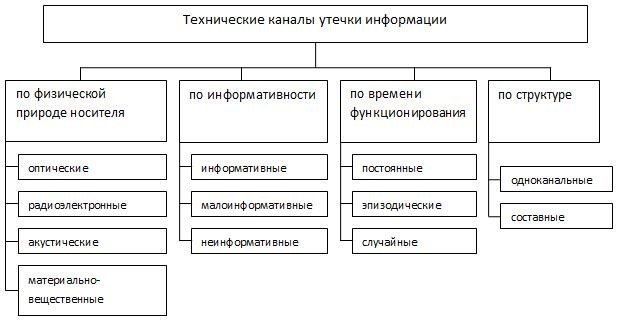 Технические каналы утечки информации
по физической
природе носителя
оптические
радиоэлектронные
акустические
материально-
вещественные
по информативности
информативные
малоинформативные
неинформативные
по времени
функционирования
постоянные
эпизодические
случайные
по структуре
одноканальные
составные